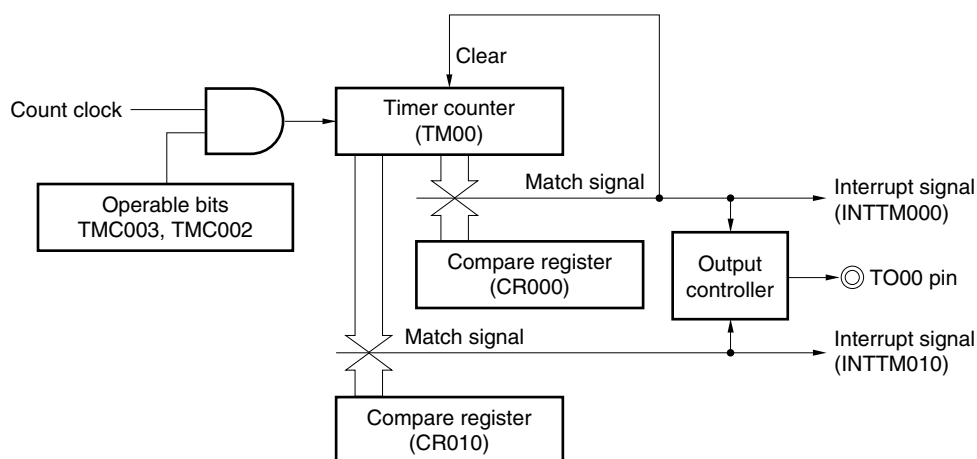 Clear
Count clock
Timer counter
(TM00)
Operable bits
TMC003, TMC002
Match signal
Interrupt signal
(INTTM000)
Compare register
(CR000)
Output
controller
TO00 pin
Match signal
Interrupt signal
(INTTM010)
Compare register
(CR010)